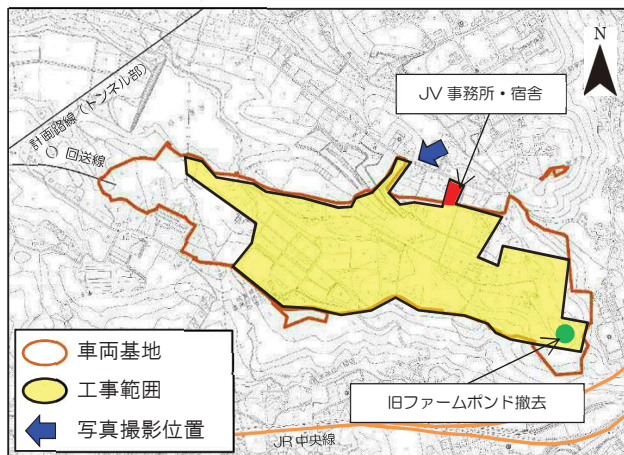 N
JV 事務所・宿舎
計画路線（トンネル部）
回送線
車両基地
工事範囲
写真撮影位置
旧ファームポンド撤去
JR 中央線